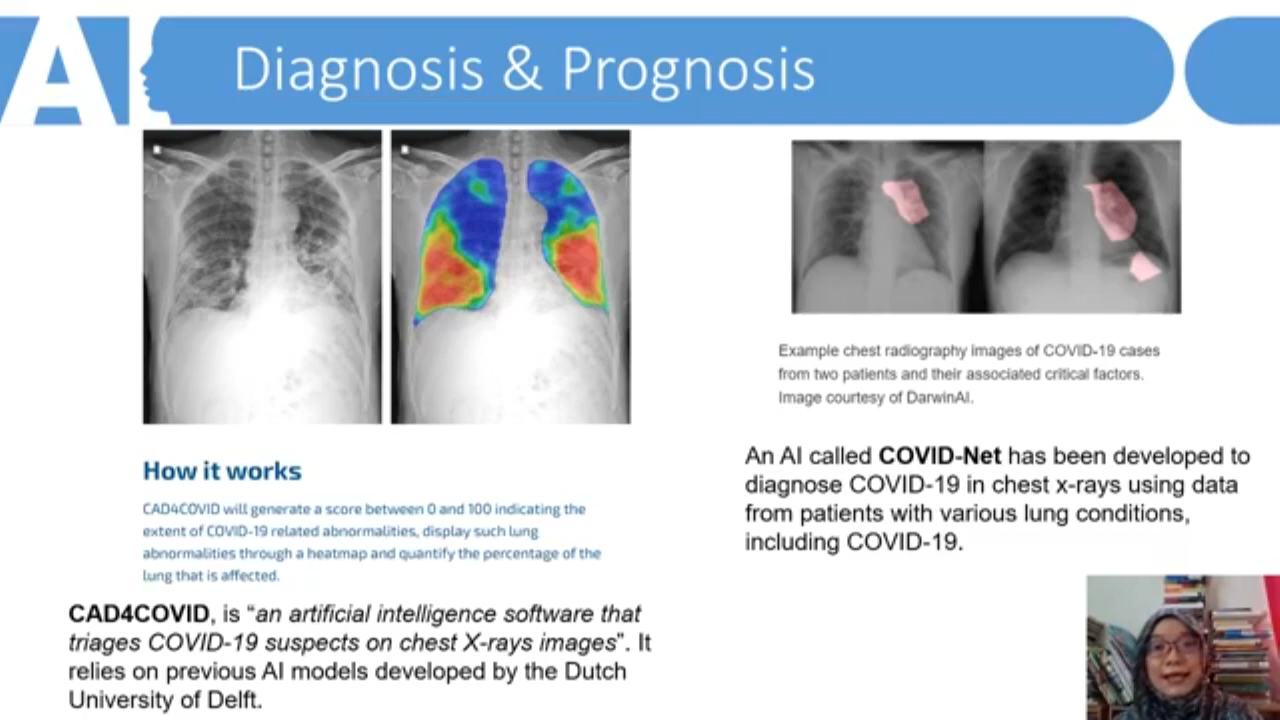 AI
Diagnosis & Prognosis
How it works
CAD4COVID will generate a score between 0 and 100 indicating the
extent of COVID-19 related abnormalities, display such lung
abnormalities through a heatmap and quantify the percentage of the
lung that is affected.
CAD4COVID, is “an artificial intelligence software that
triages COVID-19 suspects on chest X-rays images”. It
relies on previous AI models developed by the Dutch
University of Delft.
Example chest radiography images of COVID-19 cases
from two patients and their associated critical factors.
Image courtesy of DarwinAI.
An AI called COVID-Net has been developed to
diagnose COVID-19 in chest x-rays using data
from patients with various lung conditions,
including COVID-19.